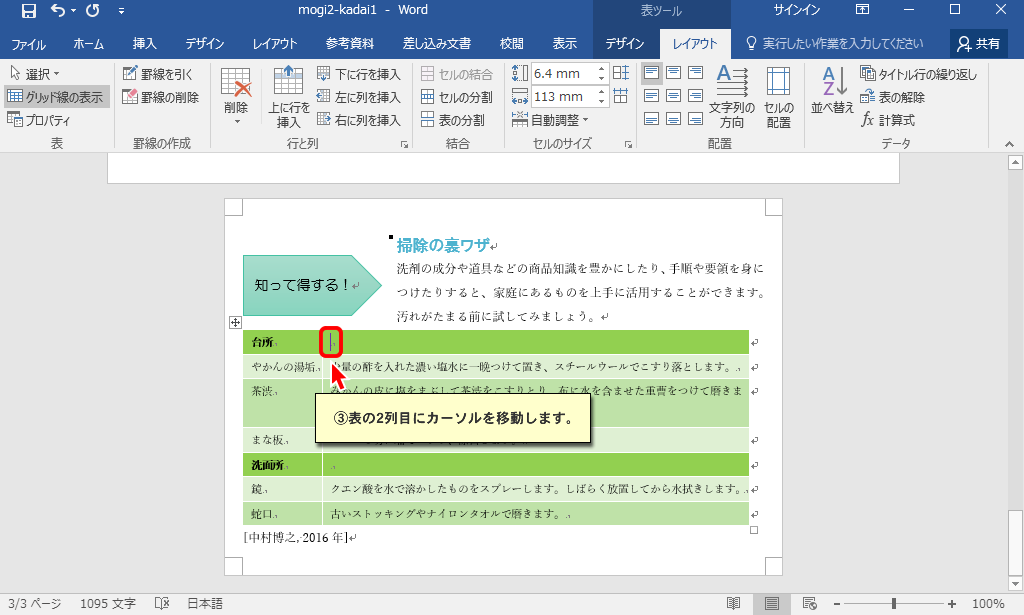 mogi2-kadai1 - Word
表ツール
サインイン
ファイル ホーム 挿入 デザイン レイアウト 参考資料 差し込み文書 校閲 表示 デザイン レイアウト 実行したい作業を入力してください 共有
選択
グリッド線の表示
プロパティ
表
罫線を引く
罫線の削除
罫線の作成
削除
上に行を
挿入
下に行を挿入
左に列を挿入
右に列を挿入
行と列
セルの結合
セルの分割
表の分割
結合
6.4 mm
113 mm
自動調整
セルのサイズ
文字列の
方向
セルの
配置
配置
並べ替え
タイトル行の繰り返し
表の解除
計算式
データ
掃除の裏ワザ
知って得する!
洗剤の成分や道具などの商品知識を豊かにしたり、手順や要領を身に
つけたりすると、家庭にあるものを上手に活用することができます。
汚れがたまる前に試してみましょう。
台所
やかんの湯垢 量の酢を入れた濃い塩水に一晩つけて置き、スチールウールでこすり落とします。
茶渋 みかんの皮に塩をまぶして茶渋をこすりとり、布に水を含ませた重曹をつけて磨きま
③表の2列目にカーソルを移動します。
まな板
洗面所
鏡 クエン酸を水で溶かしたものをスプレーします。しばらく放置してから水拭きします。
蛇口 古いストッキングやナイロンタオルで磨きます。
[中村博之, 2016 年]
3/3 ページ 1095 文字 日本語 100%